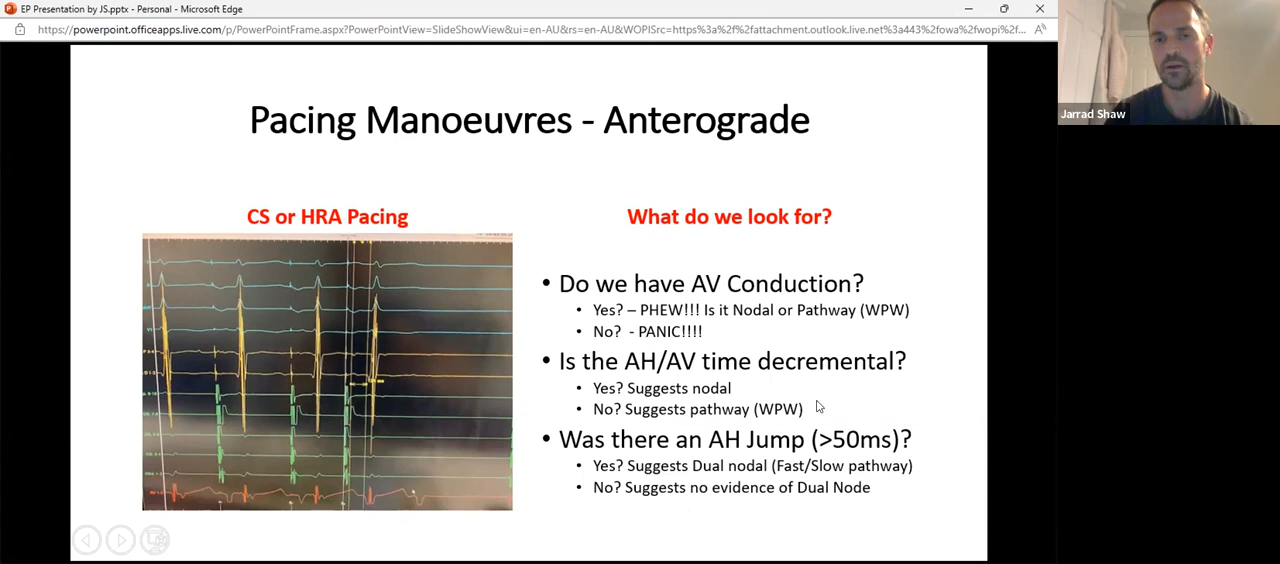 EP Presentation by JS.pptx - Personal - Microsoft Edge
https://powerpoint.officeapps.live.com/p/PowerPointFrame.aspx?PowerPointView=SlideShowView&ui=en-AU&rs=en-AU&WOPISrc=https%3a%2f%2fattachment.outlook.live.net%3a443%2fowa%2fwopi%2f...
Jarrad Shaw
Pacing Manoeuvres - Anterograde
CS or HRA Pacing
What do we look for?
• Do we have AV Conduction?
• Yes? – PHEW!!! Is it Nodal or Pathway (WPW)
• No? - PANIC!!!!
• Is the AH/AV time decremental?
• Yes? Suggests nodal
• No? Suggests pathway (WPW)
• Was there an AH Jump (>50ms)?
• Yes? Suggests Dual nodal (Fast/Slow pathway)
• No? Suggests no evidence of Dual Node